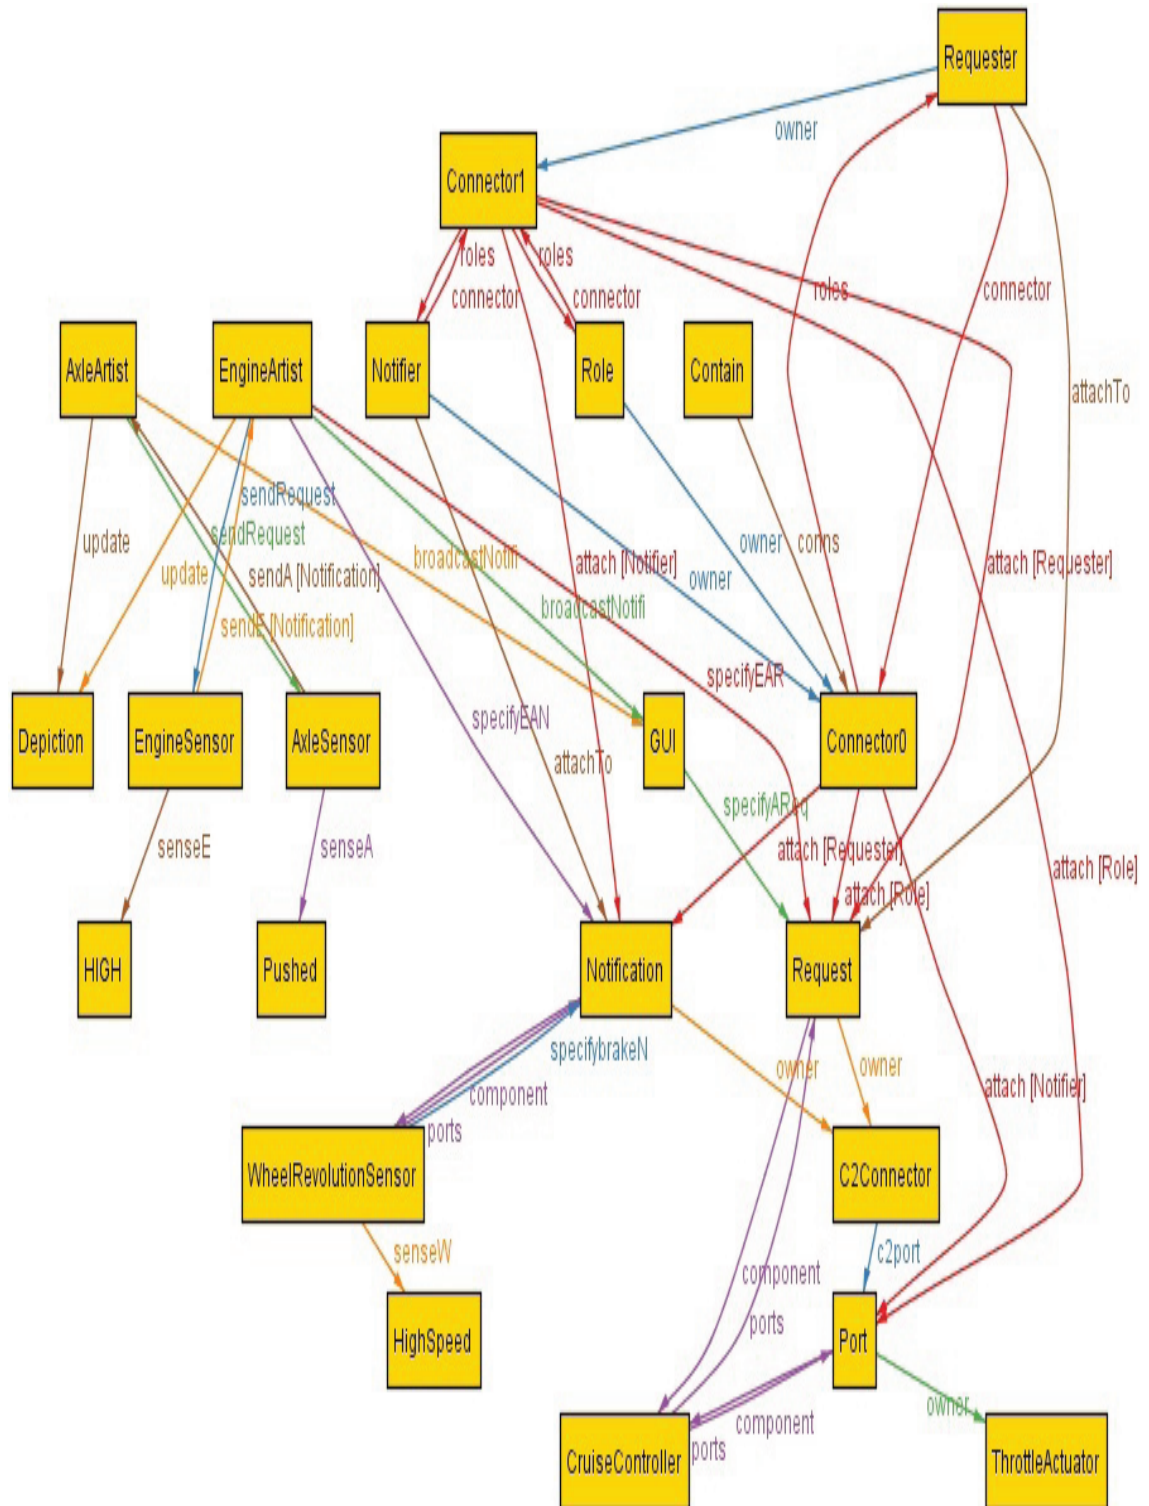 Requester
owner
Connector1
roles
roles
connector
connector
roles
connector
AxleArtist
EngineArtist
Notifier
Role
Contain
attachTo
sendRequest
sendRequest
update
update
sendA [Notification]
sendE [Notification]
broadcastNotifi
broadcastNotifi
attach [Notifier]
owner
owner
conns
attach [Requester]
specifyEAR
specifyEAN
attachTo
Depiction
EngineSensor
AxleSensor
GUI
Connector0
specifyAReq
senseE
senseA
attach [Requester]
attach [Role]
attach [Role]
HIGH
Pushed
Notification
Request
specifybrakeN
component
ports
owner
owner
attach [Notifier]
WheelRevolutionSensor
C2Connector
senseW
c2port
component
ports
HighSpeed
Port
component
ports
owner
CruiseController
ThrottleActuator